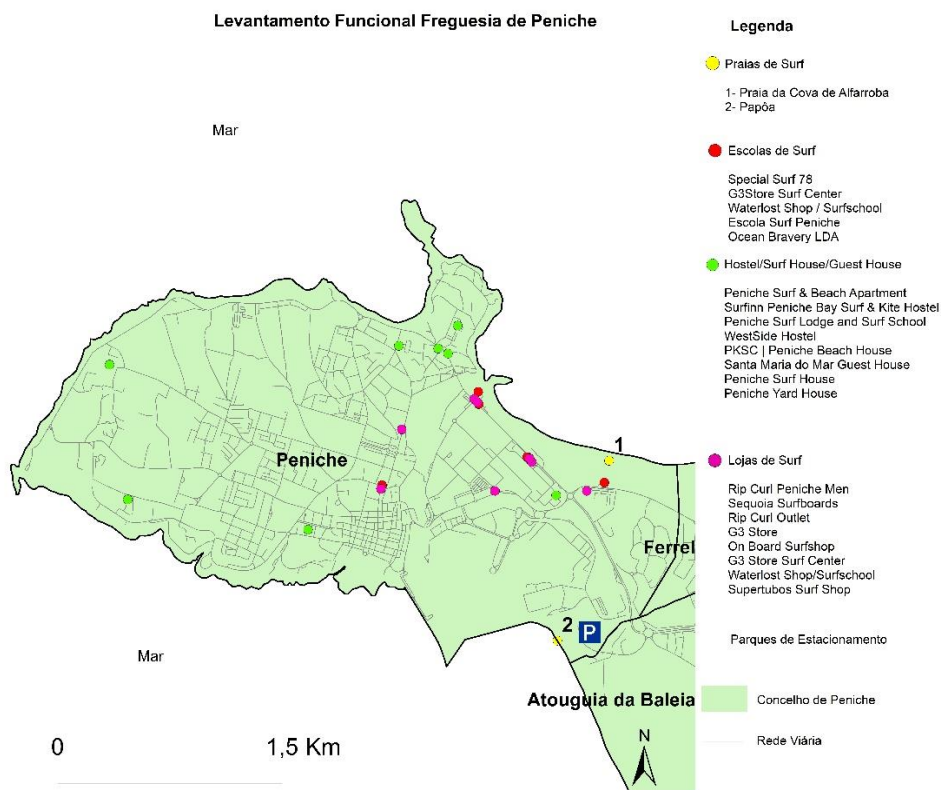 Levantamento Funcional Freguesia de Peniche
Mar
Peniche
1
Ferrel
2 P
Mar
Atouguia da Baleia
0 1,5 Km
N
Legenda
Praias de Surf
1- Praia da Cova de Alfarroba
2- Papôa
Escolas de Surf
Special Surf 78
G3Store Surf Center
Waterlost Shop / Surfschool
Escola Surf Peniche
Ocean Bravery LDA
Hostel/Surf House/Guest House
Peniche Surf & Beach Apartment
Surfinn Peniche Bay Surf & Kite Hostel
Peniche Surf Lodge and Surf School
WestSide Hostel
PKSC | Peniche Beach House
Santa Maria do Mar Guest House
Peniche Surf House
Peniche Yard House
Lojas de Surf
Rip Curl Peniche Men
Sequoia Surfboards
Rip Curl Outlet
G3 Store
On Board Surfshop
G3 Store Surf Center
Waterlost Shop/Surfschool
Supertubos Surf Shop
Parques de Estacionamento
Concelho de Peniche
Rede Viária